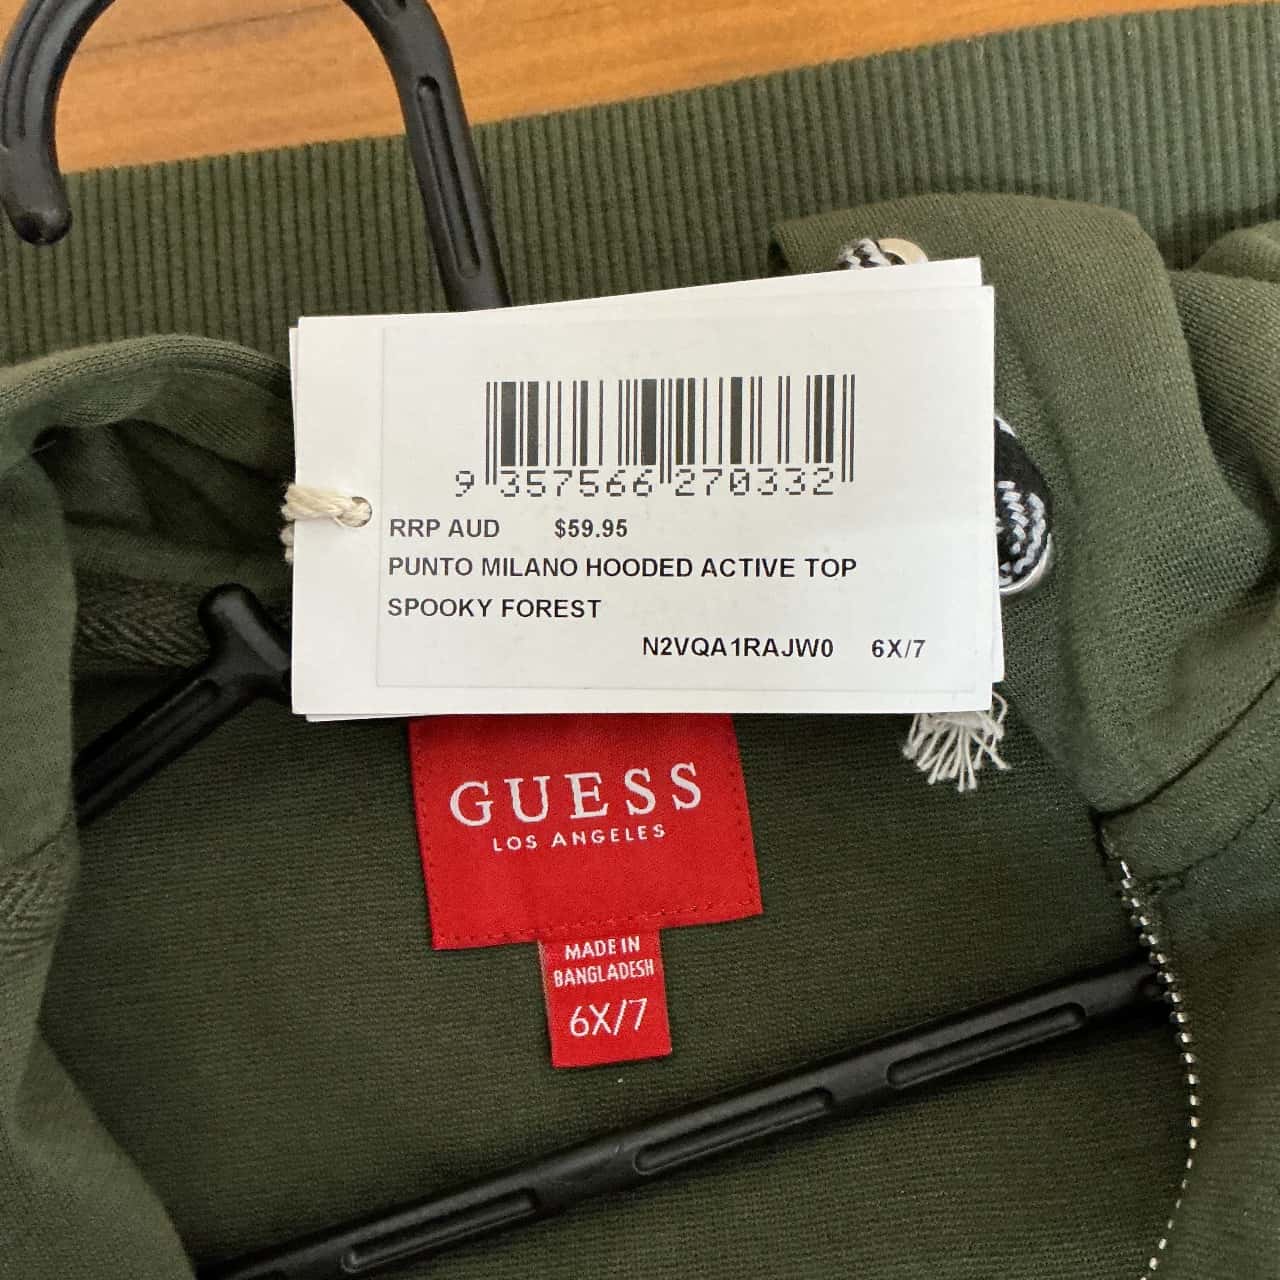 9 357566 270332
RRP AUD $59.95
PUNTO MILANO HOODED ACTIVE TOP
SPOOKY FOREST
N2VQA1RAJW0 6X/7
GUESS
LOS ANGELES
MADE IN
BANGLADESH
6X/7